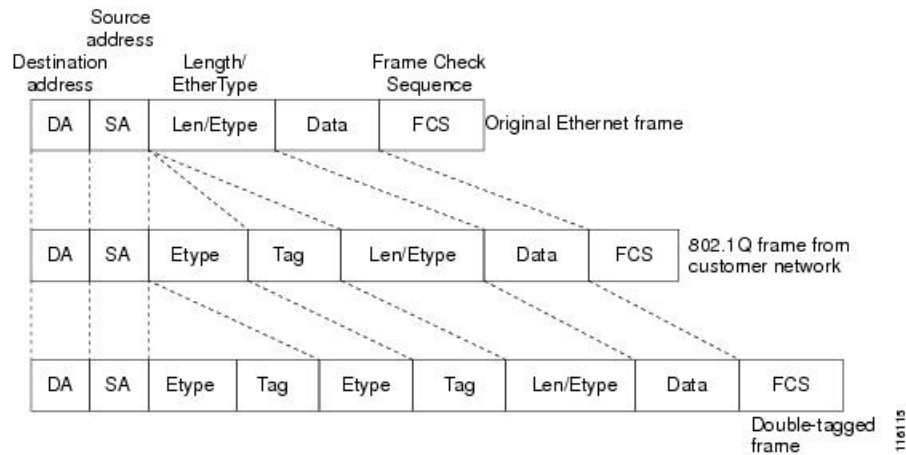 Source
address
Destination
address
Length/
EtherType
Frame Check
Sequence
DA SA Len/Etype Data FCS Original Ethernet frame
DA SA Etype Tag Len/Etype Data FCS 802.1Q frame from
customer network
DA SA Etype Tag Etype Tag Len/Etype Data FCS
Double-tagged
frame
116115